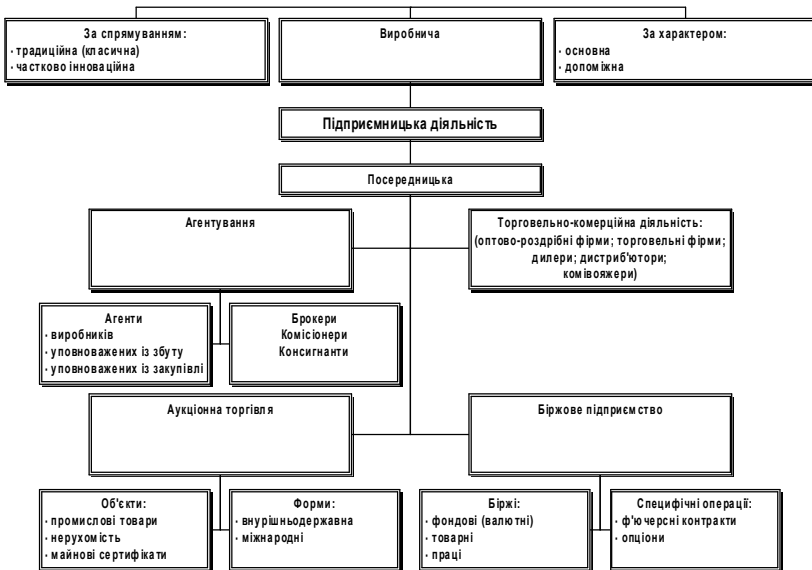 За спрямуванням:
· традиційна (класична)
· частково інноваційна
Виробнича
За характером:
· основна
· допоміжна
Підприємницька діяльність
Посередницька
Агентування
Торговельно-комерційна діяльність:
(оптово-роздрібні фірми; торговельні фірми;
дилери; дистриб'ютори;
комівояжери)
Агенти
· виробників
· уповноважених із збуту
· уповноважених із закупівлі
Брокери
Комісіонери
Консигнанти
Аукціонна торгівля
Біржове підприємство
Об'єкти:
· промислові товари
· нерухомість
· майнові сертифікати
Форми:
· внурішньодержавна
· міжнародні
Біржі:
· фондові (валютні)
· товарні
· праці
Специфічні операції:
· ф'ючерсні контракти
· опціони